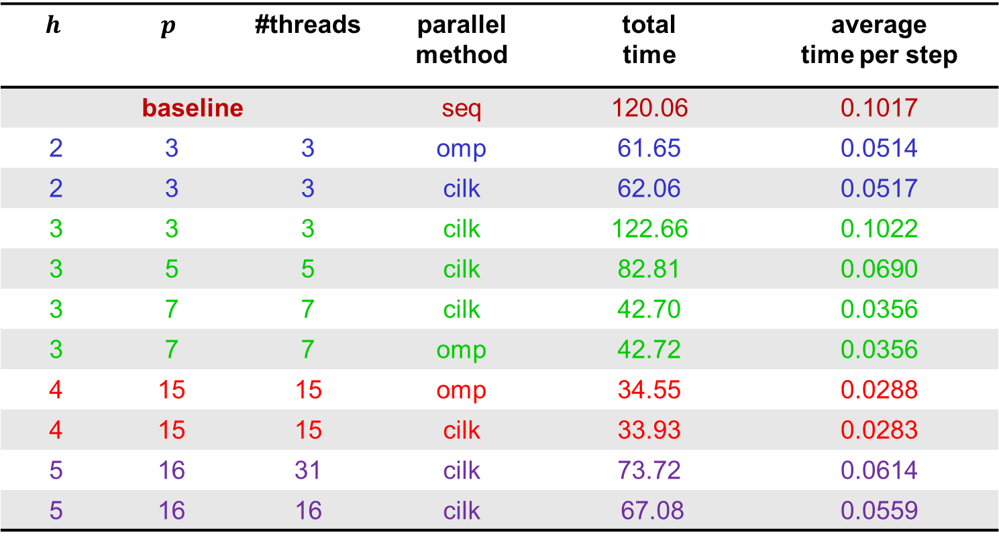 h p #threads parallel method total time average time per step
baseline seq 120.06 0.1017
2 3 3 omp 61.65 0.0514
2 3 3 cilk 62.06 0.0517
3 3 3 cilk 122.66 0.1022
3 5 5 cilk 82.81 0.0690
3 7 7 cilk 42.70 0.0356
3 7 7 omp 42.72 0.0356
4 15 15 omp 34.55 0.0288
4 15 15 cilk 33.93 0.0283
5 16 31 cilk 73.72 0.0614
5 16 16 cilk 67.08 0.0559